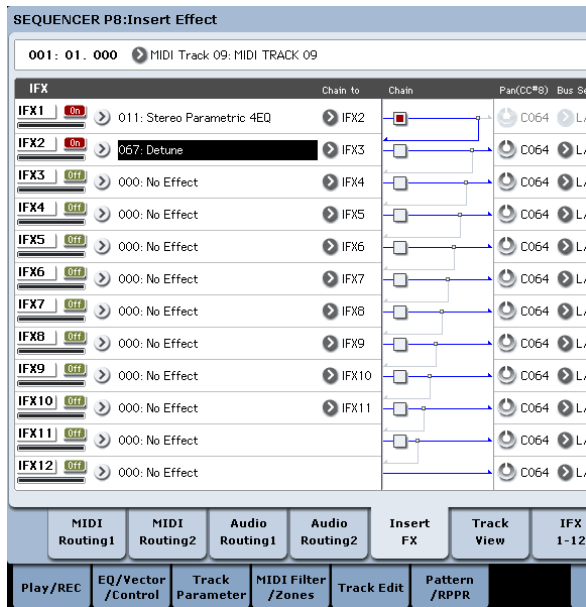 SEQUENCER P8:Insert Effect
001: 01. 000 MIDI Track 09: MIDI TRACK 09
IFX Chain to Chain Pan(CC#8) Bus Se
IFX1 On 011: Stereo Parametric 4EQ IFX2 C064 L/
IFX2 On 067: Detune IFX3 C064 L/
IFX3 Off 000: No Effect IFX4 C064 L/
IFX4 Off 000: No Effect IFX5 C064 L/
IFX5 Off 000: No Effect IFX6 C064 L/
IFX6 Off 000: No Effect IFX7 C064 L/
IFX7 Off 000: No Effect IFX8 C064 L/
IFX8 Off 000: No Effect IFX9 C064 L/
IFX9 Off 000: No Effect IFX10 C064 L/
IFX10 Off 000: No Effect IFX11 C064 L/
IFX11 Off 000: No Effect C064 L/
IFX12 Off 000: No Effect C064 L/
MIDI Routing1 MIDI Routing2 Audio Routing1 Audio Routing2 Insert FX Track View IFX 1-12
Play/REC EQ/Vector /Control Track Parameter MIDI Filter /Zones Track Edit Pattern /RPPR